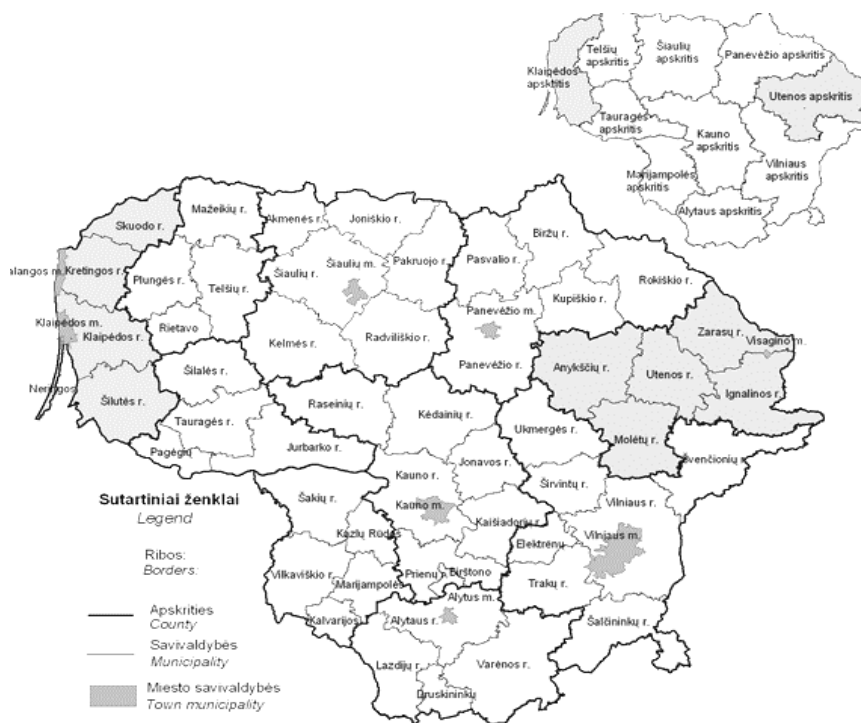 Telšių
apskritis
Šiaulių
apskritis
Panevėžio apskritis
Klaipėdos
apsktitis
Utenos apskritis
Tauragės
apskritis
Kauno
apskritis
Vilniaus
apskritis
Marijampolės
apskritis
Alytaus apskritis
Skuodo r.
Mažeikių r.
Akmenės r.
Joniškio r.
Biržų r.
Pasvalio r.
alangos m.
Kretingos r.
Plungės r.
Telšių r.
Šiaulių r.
Šiaulių m.
Pakruojo r.
Rokiškio r.
Kupiškio r.
Panevėžio m.
Klaipėdos m.
Klaipėdos r.
Rietavo
Kelmės r.
Radviliškio r.
Panevėžio r.
Zarasų r.
Visagino m.
Anykščių r.
Utenos r.
Ignalinos r.
Neringos
Šilutės r.
Šilalės r.
Raseinių r.
Kėdainių r.
Ukmergės r.
Molėtų r.
Tauragės r.
Pagėgių
Jurbarko r.
Jonavos r.
Švenčionių r.
Kauno r.
Širvintų r.
Vilniaus r.
Šakių r.
Kauno m.
Kaišiadorių r.
Kazlų Rūdos
Elektrėnų
Vilniaus m.
Vilkaviškio r.
Marijampolės
Prienų r.
Birštono
Trakų r.
Kalvarijos
Alytus m.
Alytaus r.
Šalčininkų r.
Lazdijų r.
Varėnos r.
Druskininkų
Sutartiniai ženklai
Legend
Ribos:
Borders:
Apskrities
County
Savivaldybės
Municipality
Miesto savivaldybės
Town municipality